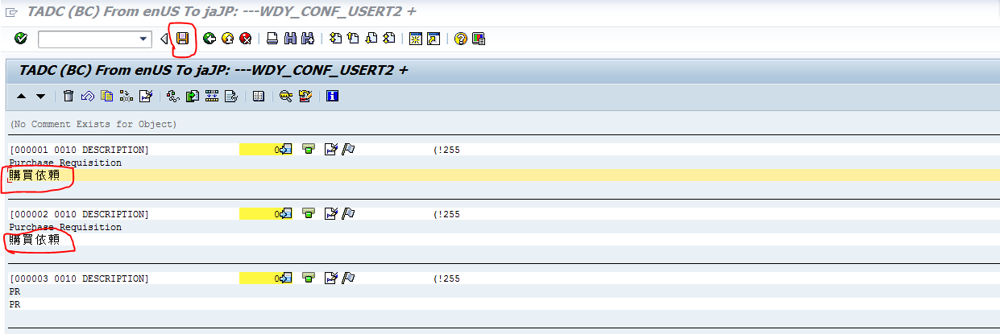 TADC (BC) From enUS To jaJP: ---WDY_CONF_USERT2 +
TADC (BC) From enUS To jaJP: ---WDY_CONF_USERT2 +
(No Comment Exists for Object)
[000001 0010 DESCRIPTION] 0 (!255
Purchase Requisition
購買依頼
[000002 0010 DESCRIPTION] 0 (!255
Purchase Requisition
購買依頼
[000003 0010 DESCRIPTION] 0 (!255
PR
PR